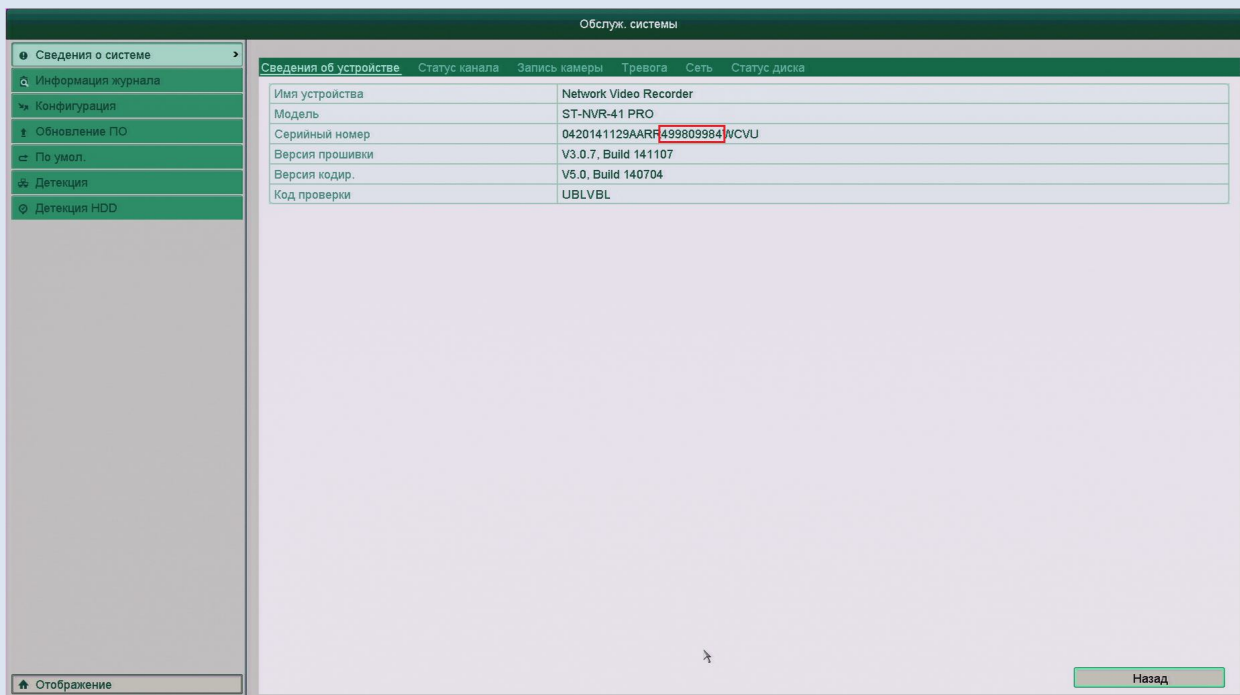 Обслуж. системы
Сведения о системе >
Информация журнала
Конфигурация
Обновление ПО
По умол.
Детекция
Детекция HDD
Отображение
Сведения об устройстве Статус канала Запись камеры Тревога Сеть Статус диска
Имя устройства Network Video Recorder
Модель ST-NVR-41 PRO
Серийный номер 0420141129AARR499809984WCVU
Версия прошивки V3.0.7, Build 141107
Версия кодир. V5.0, Build 140704
Код проверки UBLVBL
Назад